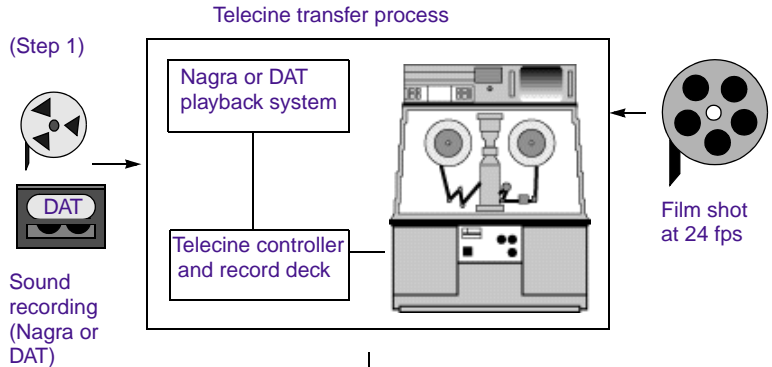 Telecine transfer process
(Step 1)
Nagra or DAT
playback system
DAT
Telecine controller
and record deck
Film shot
at 24 fps
Sound
recording
(Nagra or
DAT)